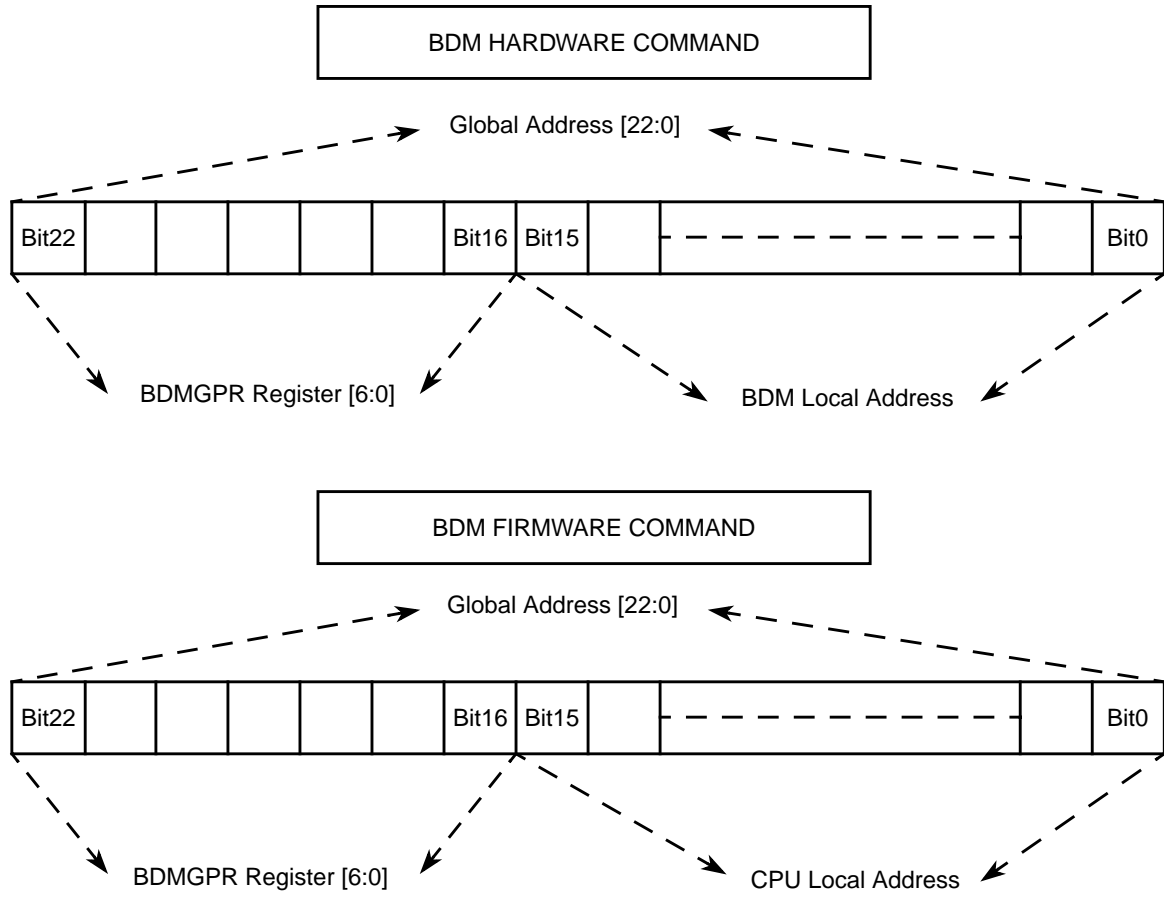 BDM HARDWARE COMMAND
Global Address [22:0]
Bit22 Bit16 Bit15 Bit0
BDMGPR Register [6:0] BDM Local Address
BDM FIRMWARE COMMAND
Global Address [22:0]
Bit22 Bit16 Bit15 Bit0
BDMGPR Register [6:0] CPU Local Address